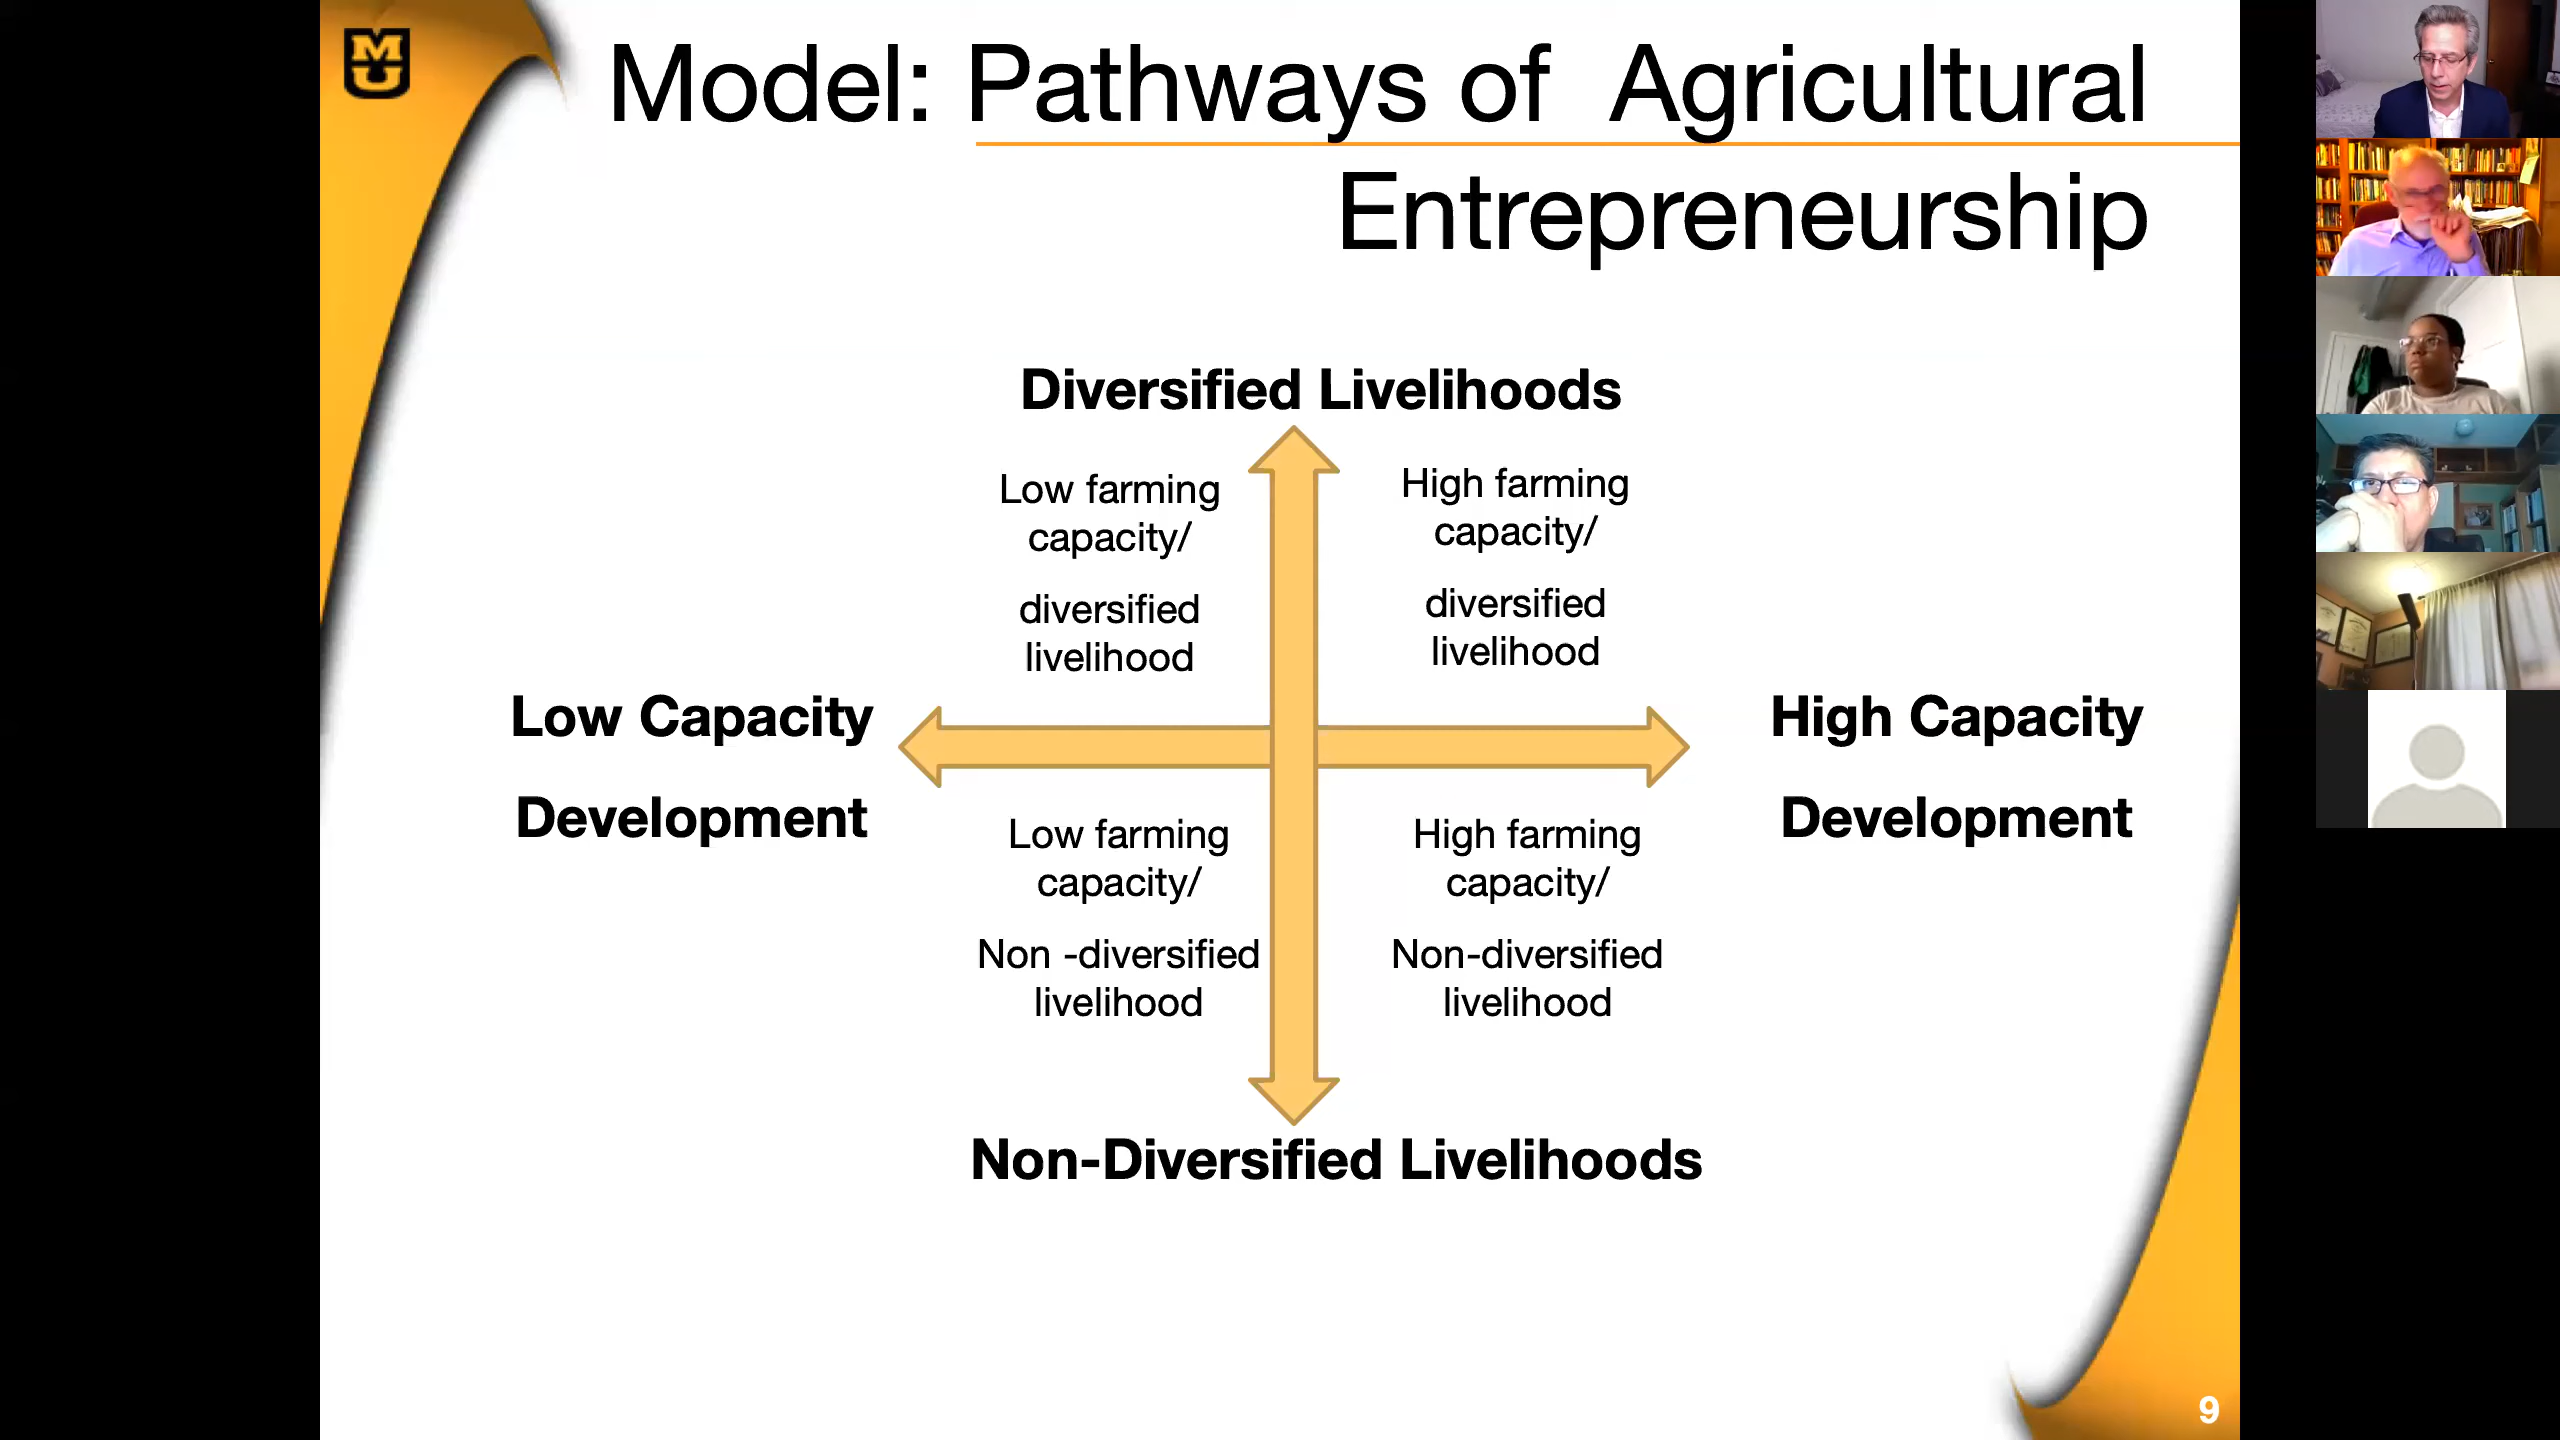 MU
Model: Pathways of Agricultural
Entrepreneurship
Diversified Livelihoods
Low farming
capacity/
diversified
livelihood
High farming
capacity/
diversified
livelihood
Low Capacity
Development
High Capacity
Development
Low farming
capacity/
Non -diversified
livelihood
High farming
capacity/
Non-diversified
livelihood
Non-Diversified Livelihoods
9